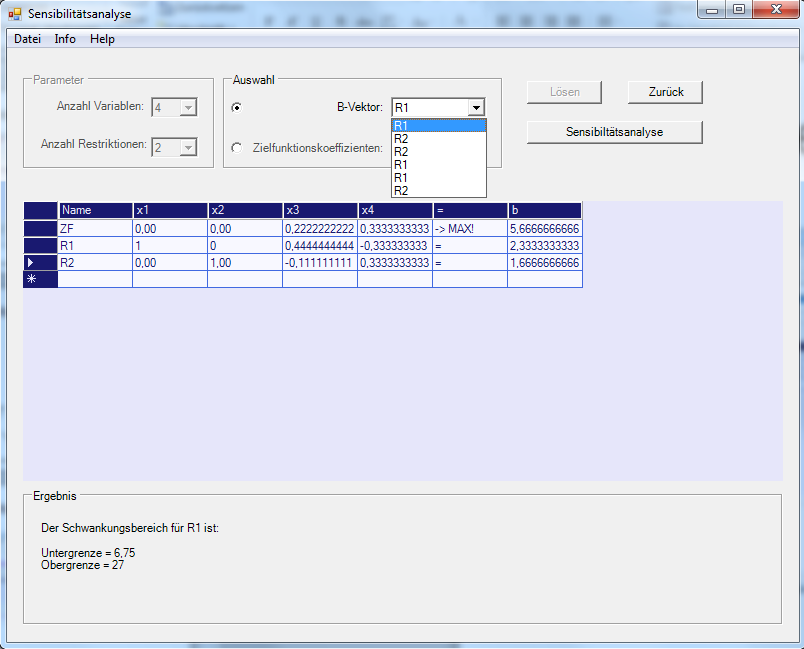 Sensibilitätsanalyse
Datei Info Help
Parameter
Anzahl Variablen: 4
Anzahl Restriktionen: 2
Auswahl
B-Vektor: R1
Zielfunktionskoeffizienten:
R1
R2
R2
R1
R1
R2
Lösen Zurück
Sensibiltätsanalyse
Name x1 x2 x3 x4 = b
ZF 0,00 0,00 0,2222222222 0,3333333333 -> MAX! 5,6666666666
R1 1 0 0,4444444444 -0,333333333 = 2,3333333333
R2 0,00 1,00 -0,111111111 0,3333333333 = 1,6666666666
Ergebnis
Der Schwankungsbereich für R1 ist:
Untergrenze = 6,75
Obergrenze = 27